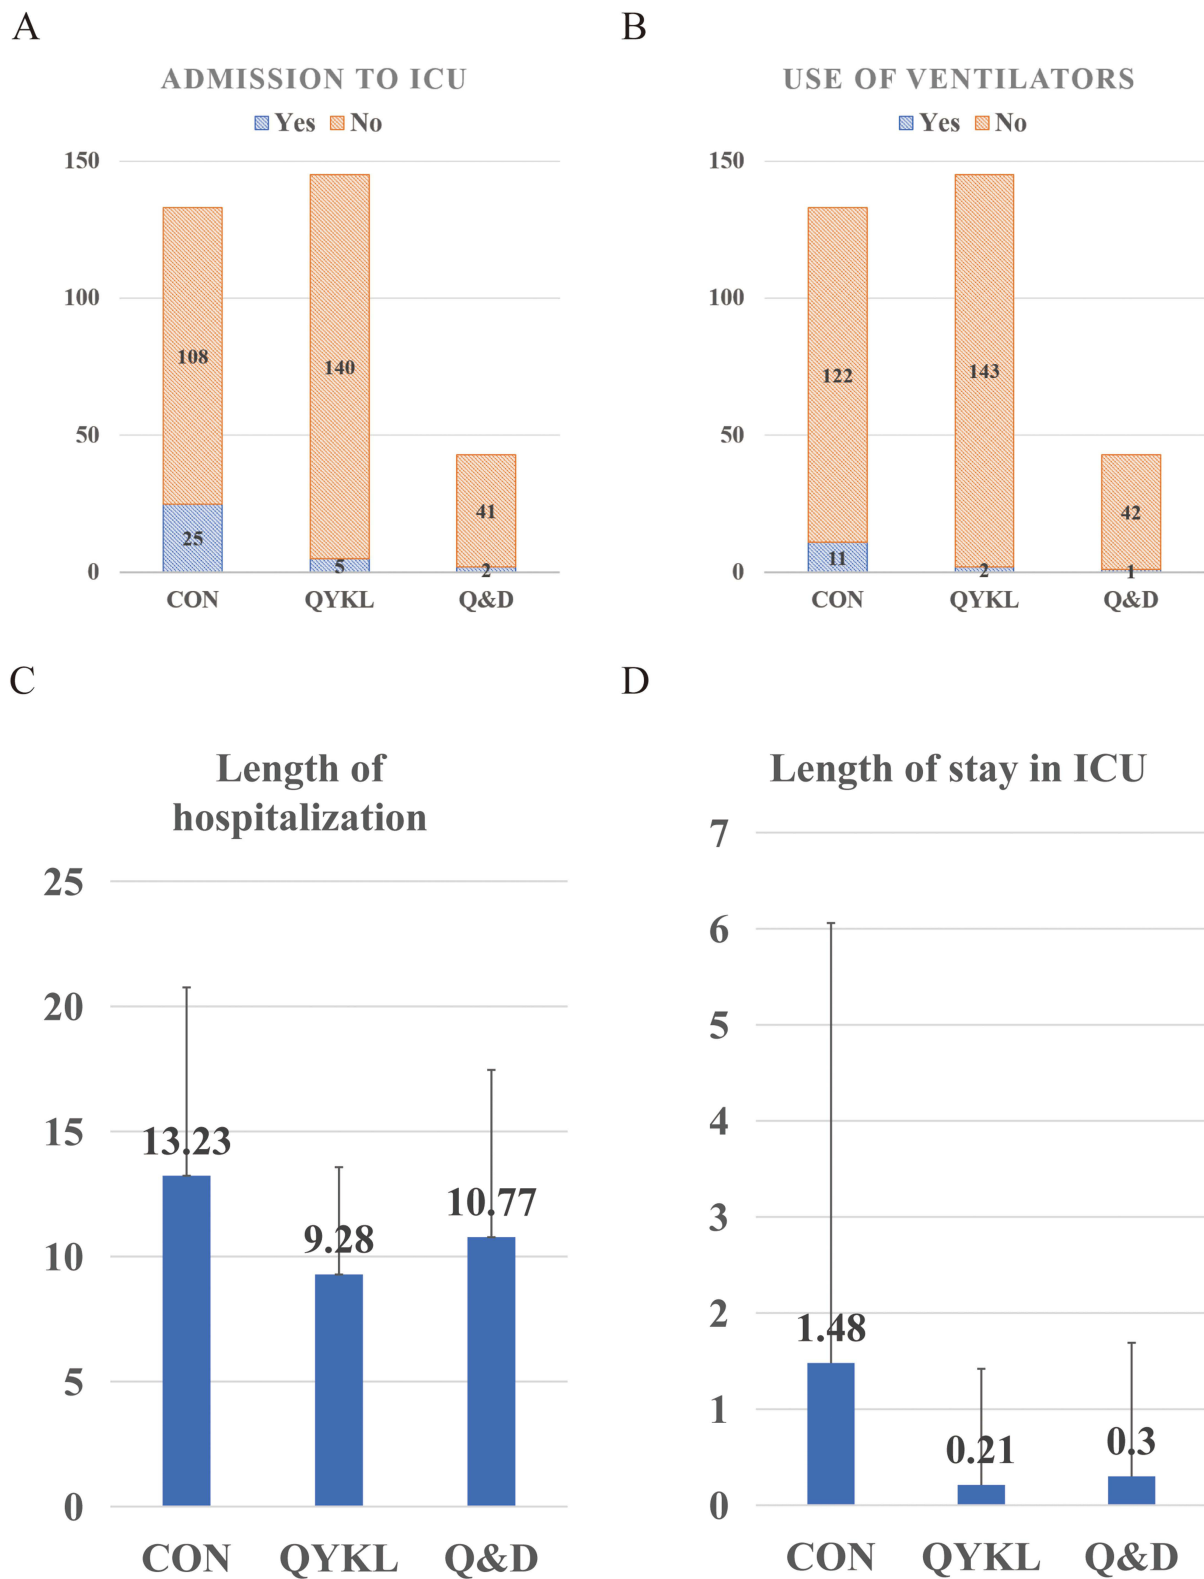 A
ADMISSION TO ICU
Yes No
150
100
50
0
108
140
41
25
5
2
CON QYKL Q&D
B
USE OF VENTILATORS
Yes No
150
100
50
0
122
143
42
11
2
1
CON QYKL Q&D
C
Length of
hospitalization
25
20
15
10
5
0
13.23
9.28
10.77
CON QYKL Q&D
D
Length of stay in ICU
7
6
5
4
3
2
1
0
1.48
0.21
0.3
CON QYKL Q&D